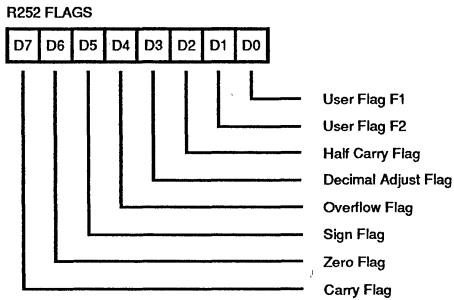 R252 FLAGS
D7 D6 D5 D4 D3 D2 D1 D0
User Flag F1
User Flag F2
Half Carry Flag
Decimal Adjust Flag
Overflow Flag
Sign Flag
Zero Flag
Carry Flag